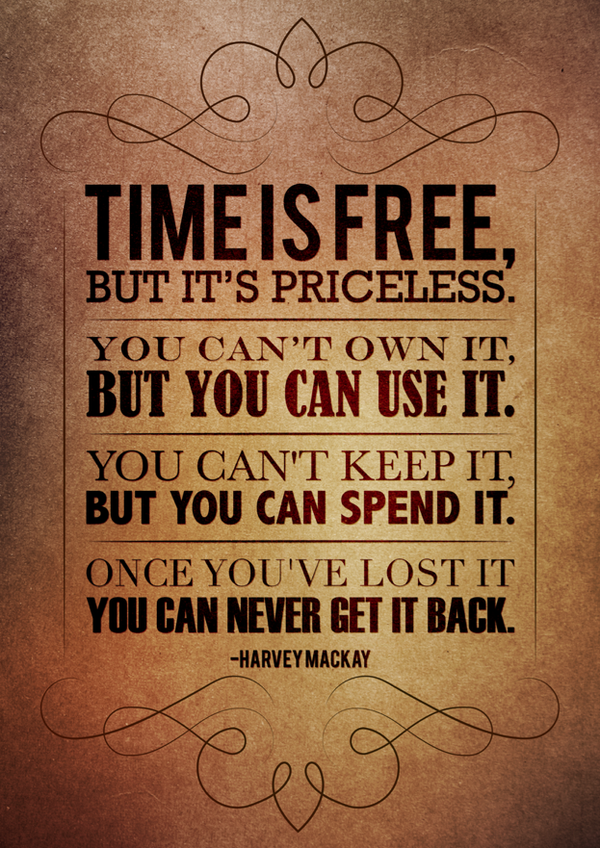 TIME IS FREE,
BUT IT'S PRICELESS.
YOU CAN'T OWN IT,
BUT YOU CAN USE IT.
YOU CAN'T KEEP IT,
BUT YOU CAN SPEND IT.
ONCE YOU'VE LOST IT
YOU CAN NEVER GET IT BACK.
-HARVEY MACKAY